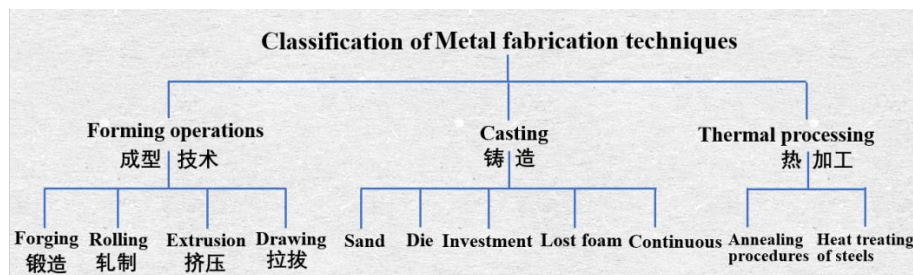 Classification of Metal fabrication techniques
Forming operations
成型 技术
Casting
铸 造
Thermal processing
热 加工
Forging
锻造
Rolling
轧制
Extrusion
挤压
Drawing
拉拔
Sand
Die
Investment
Lost foam
Continuous
Annealing
procedures
Heat treating
of steels